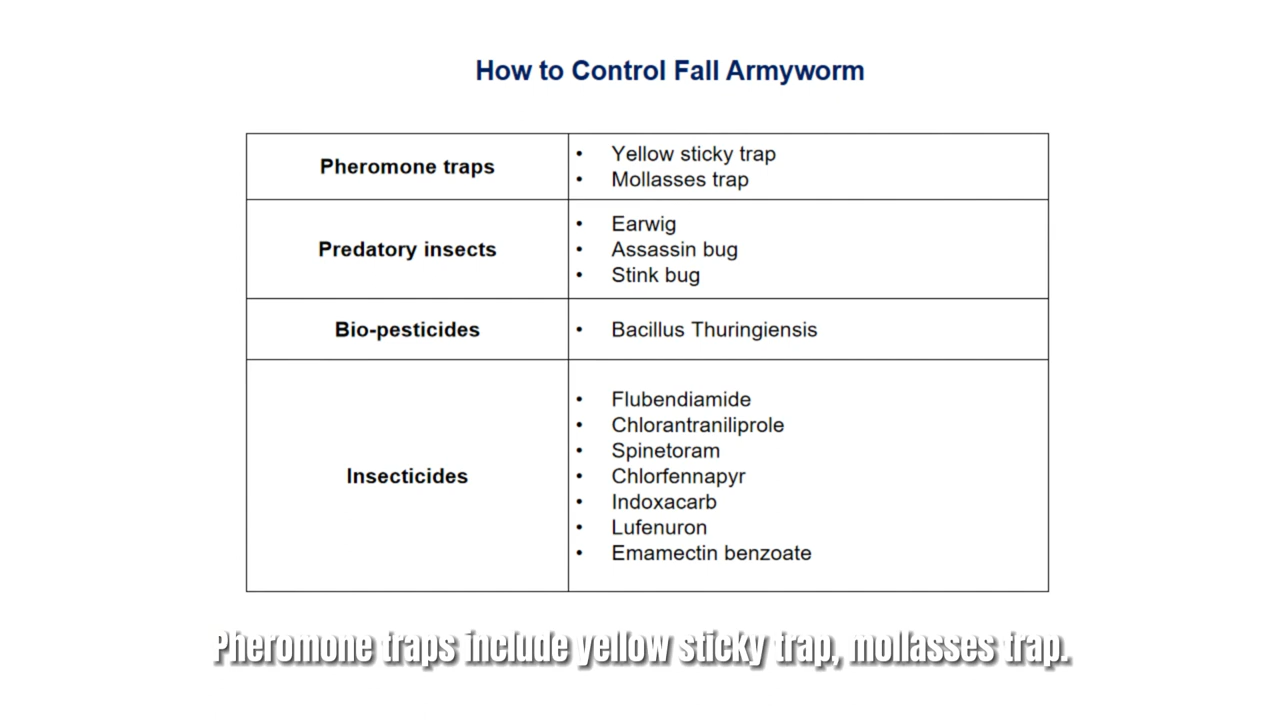 How to Control Fall Armyworm
Pheromone traps
• Yellow sticky trap
• Mollasses trap
Predatory insects
• Earwig
• Assassin bug
• Stink bug
Bio-pesticides
• Bacillus Thuringiensis
Insecticides
• Flubendiamide
• Chlorantraniliprole
• Spinetoram
• Chlorfennapyr
• Indoxacarb
• Lufenuron
• Emamectin benzoate
Pheromone traps include yellow sticky trap, mollasses trap.